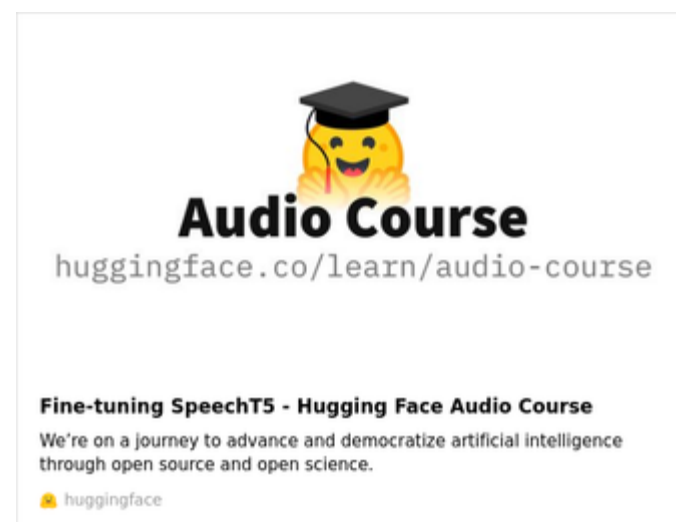 Audio Course
huggingface.co/learn/audio-course
Fine-tuning SpeechT5 - Hugging Face Audio Course
We’re on a journey to advance and democratize artificial intelligence
through open source and open science.
huggingface